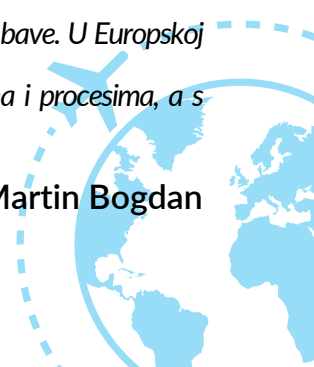 bave. U Europskoj
a i procesima, a s
Martin Bogdan